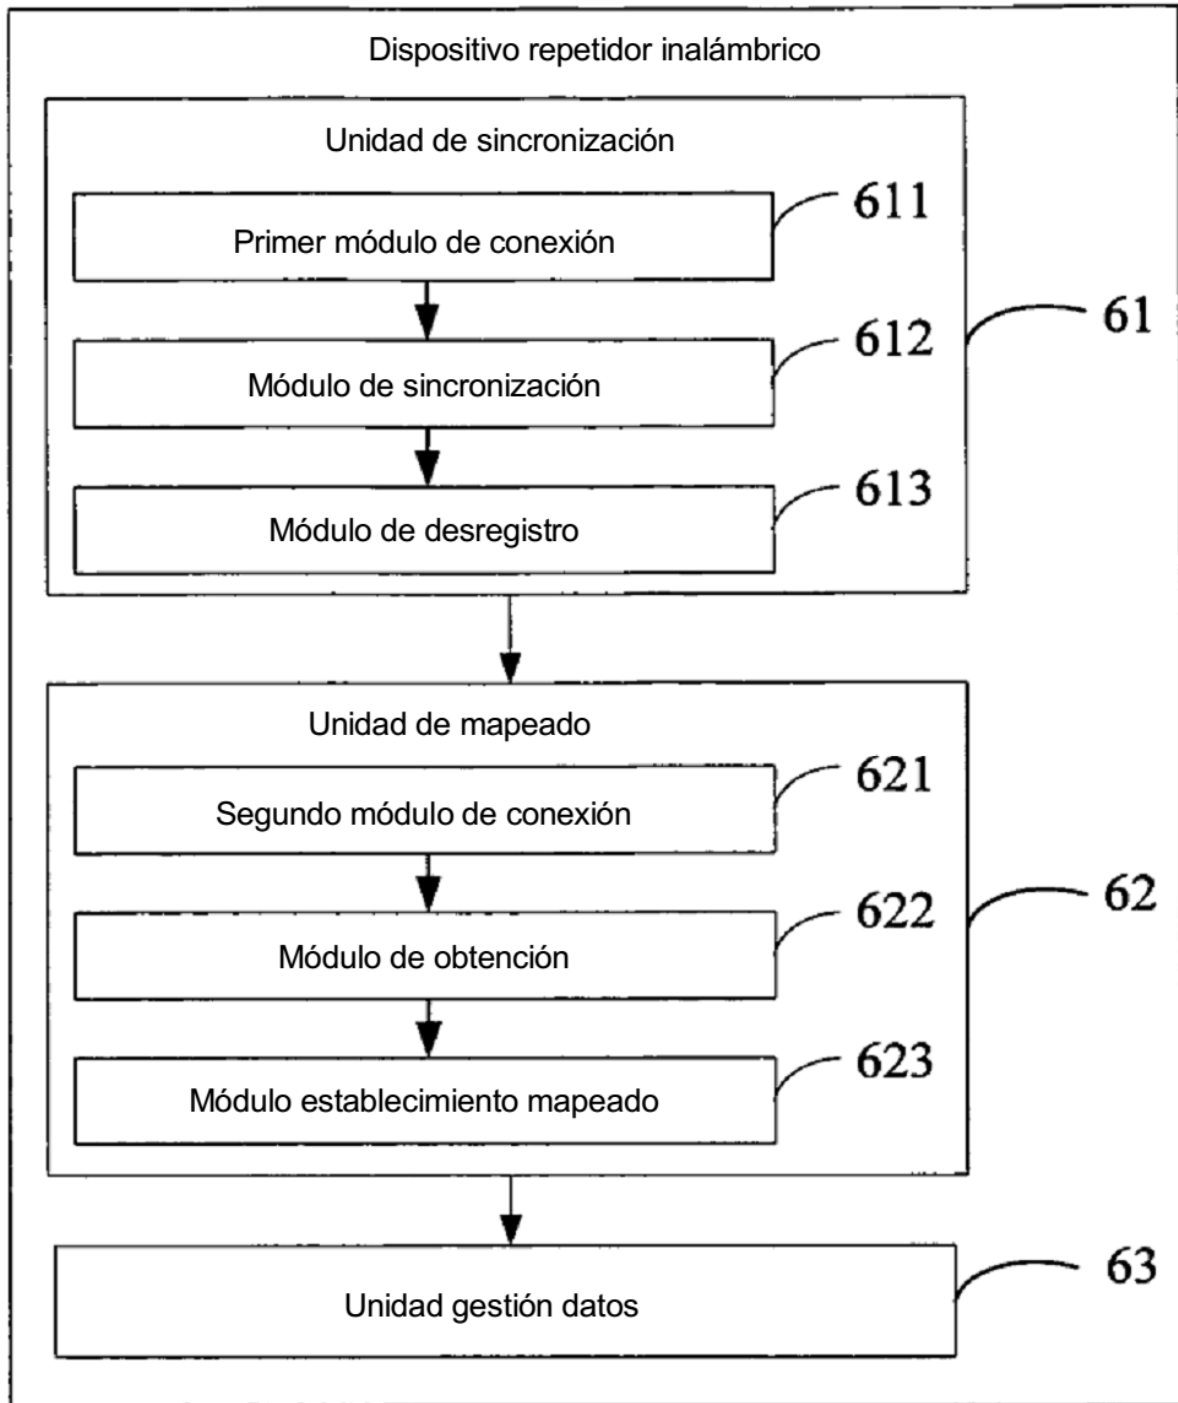 Dispositivo repetidor inalámbrico
Unidad de sincronización
611
Primer módulo de conexión
61
612
Módulo de sincronización
613
Módulo de desregistro
Unidad de mapeado
621
Segundo módulo de conexión
62
622
Módulo de obtención
623
Módulo establecimiento mapeado
63
Unidad gestión datos